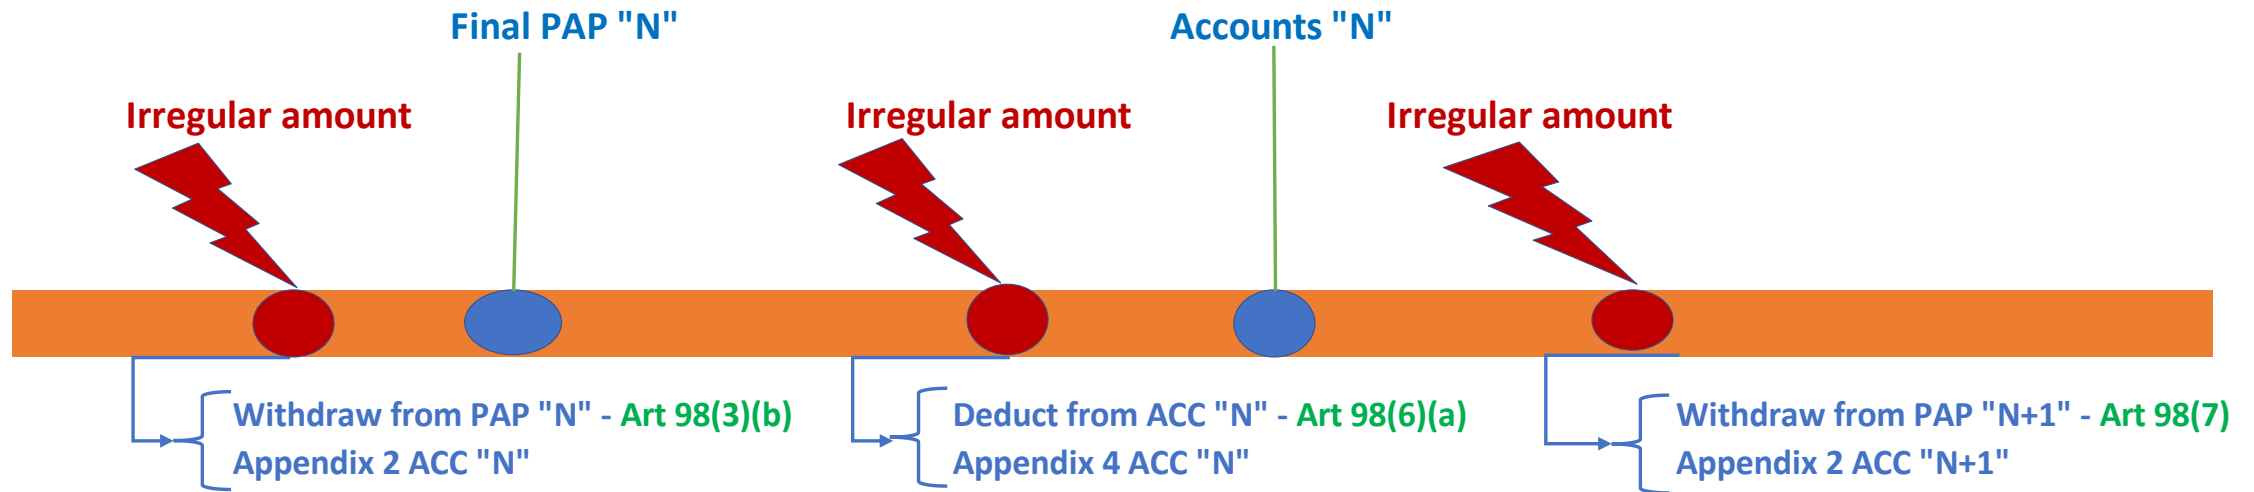 Final PAP "N"
Accounts "N"
Irregular amount
Irregular amount
Irregular amount
Withdraw from PAP "N" - Art 98(3)(b)
Appendix 2 ACC "N"
Deduct from ACC "N" - Art 98(6)(a)
Appendix 4 ACC "N"
Withdraw from PAP "N+1" - Art 98(7)
Appendix 2 ACC "N+1"